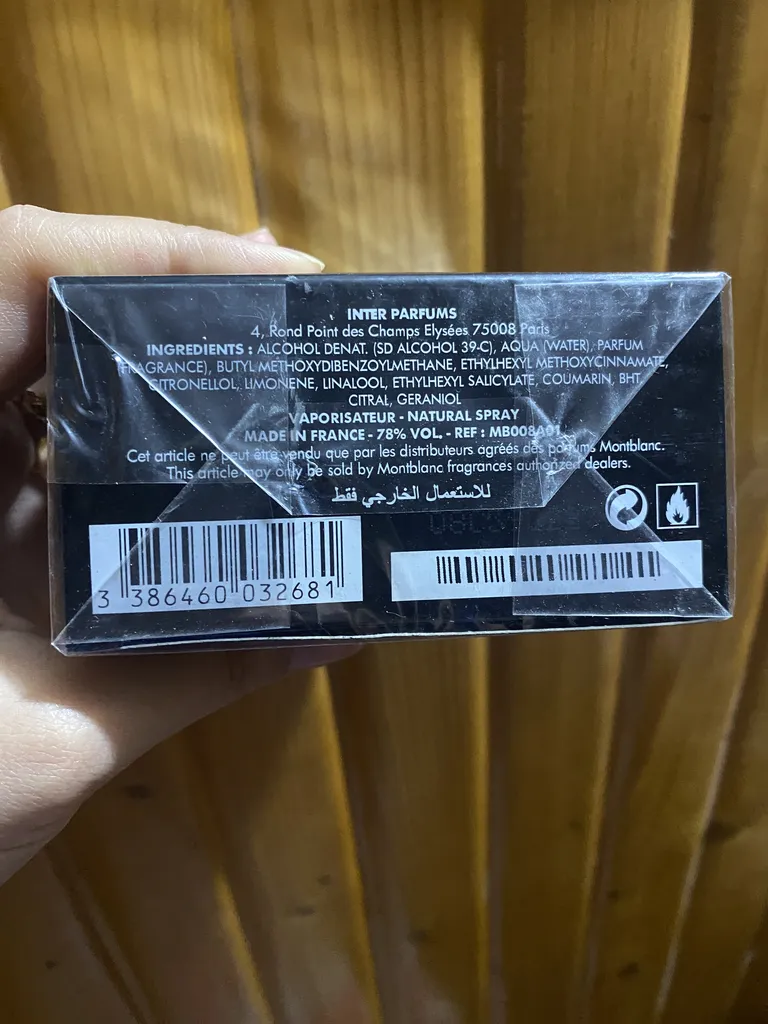 INTER PARFUMS
4, Rond Point des Champs Elysées 75008 Paris
INGREDIENTS : ALCOHOL DENAT. (SD ALCOHOL 39-C), AQUA (WATER), PARFUM
(FRAGRANCE), BUTYL METHOXYDIBENZOYLMETHANE, ETHYLHEXYL METHOXYCINNAMATE,
CITRONELLOL, LIMONENE, LINALOOL, ETHYLHEXYL SALICYLATE, COUMARIN, BHT,
CITRAL, GERANIOL
VAPORISATEUR - NATURAL SPRAY
MADE IN FRANCE - 78% VOL. - REF : MB008A01
Cet article ne peut être vendu que par les distributeurs agréés des parfums Montblanc.
This article may only be sold by Montblanc fragrances authorized dealers.
للاستعمال الخارجي فقط
3 386460 032681